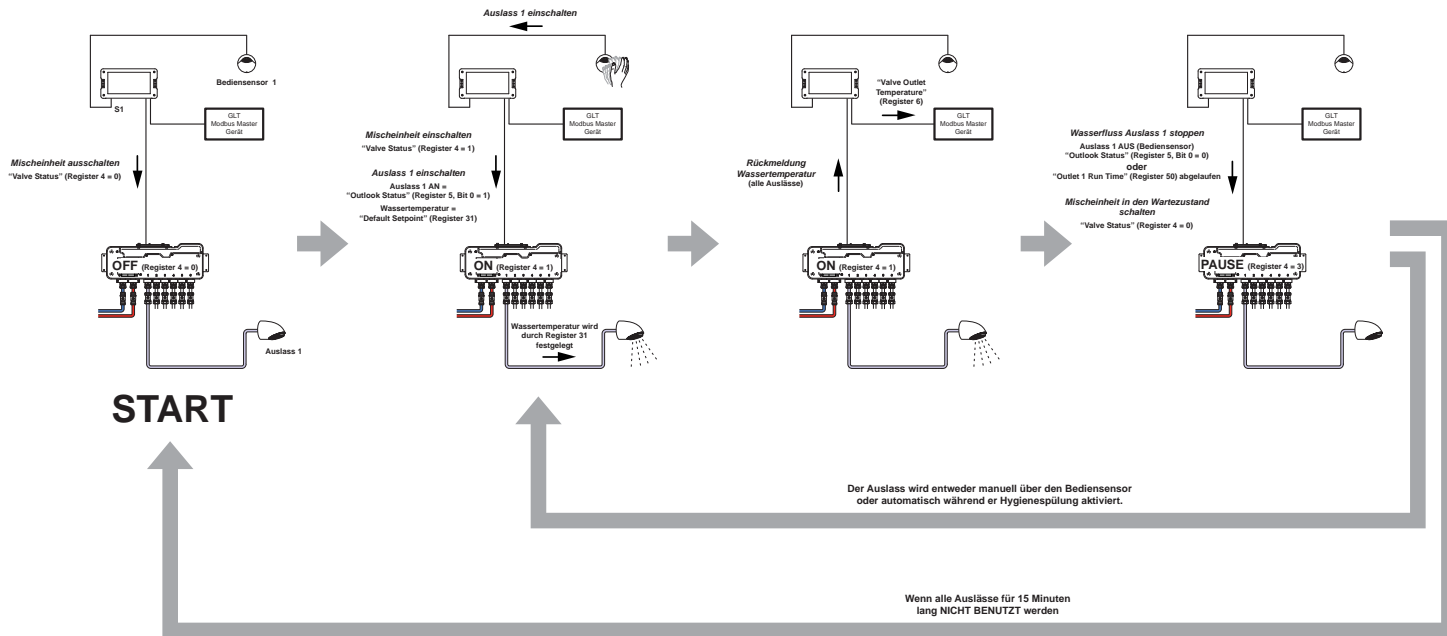 Bediensensor 1
S1
GLT
Modbus Master
Gerät
Mischeinheit ausschalten
“Valve Status” (Register 4 = 0)
OFF (Register 4 = 0)
Auslass 1
START
Auslass 1 einschalten
GLT
Modbus Master
Gerät
Mischeinheit einschalten
“Valve Status” (Register 4 = 1)
Auslass 1 einschalten
Auslass 1 AN =
“Outlook Status” (Register 5, Bit 0 = 1)
Wassertemperatur =
“Default Setpoint” (Register 31)
ON (Register 4 = 1)
Wassertemperatur wird
durch Register 31
festgelegt
“Valve Outlet
Temperature”
(Register 6)
GLT
Modbus Master
Gerät
Rückmeldung
Wassertemperatur
(alle Auslässe)
ON (Register 4 = 1)
GLT
Modbus Master
Gerät
Wasserfluss Auslass 1 stoppen
Auslass 1 AUS (Bediensensor)
“Outlook Status” (Register 5, Bit 0 = 0)
oder
“Outlet 1 Run Time” (Register 50) abgelaufen
Mischeinheit in den Wartezustand
schalten
“Valve Status” (Register 4 = 0)
PAUSE (Register 4 = 3)
Der Auslass wird entweder manuell über den Bediensensor
oder automatisch während er Hygienespülung aktiviert.
Wenn alle Auslässe für 15 Minuten
lang NICHT BENUTZT werden